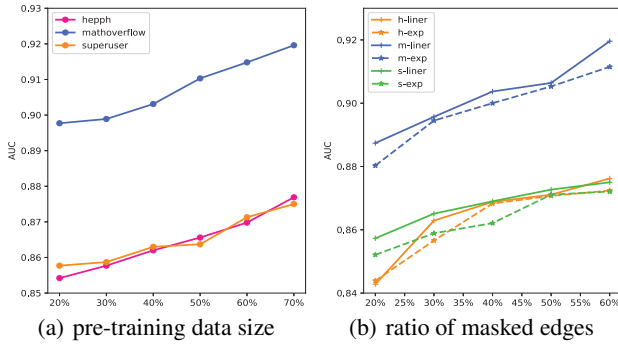 0.93
0.92
0.91
0.90
0.89
0.88
0.87
0.86
0.85
AUC
hepph
mathoverflow
superuser
20% 30% 40% 50% 60% 70%
(a) pre-training data size
0.92
0.90
0.88
0.86
0.84
AUC
h-liner
h-exp
m-liner
m-exp
s-liner
s-exp
20% 25% 30% 35% 40% 45% 50% 55% 60%
(b) ratio of masked edges